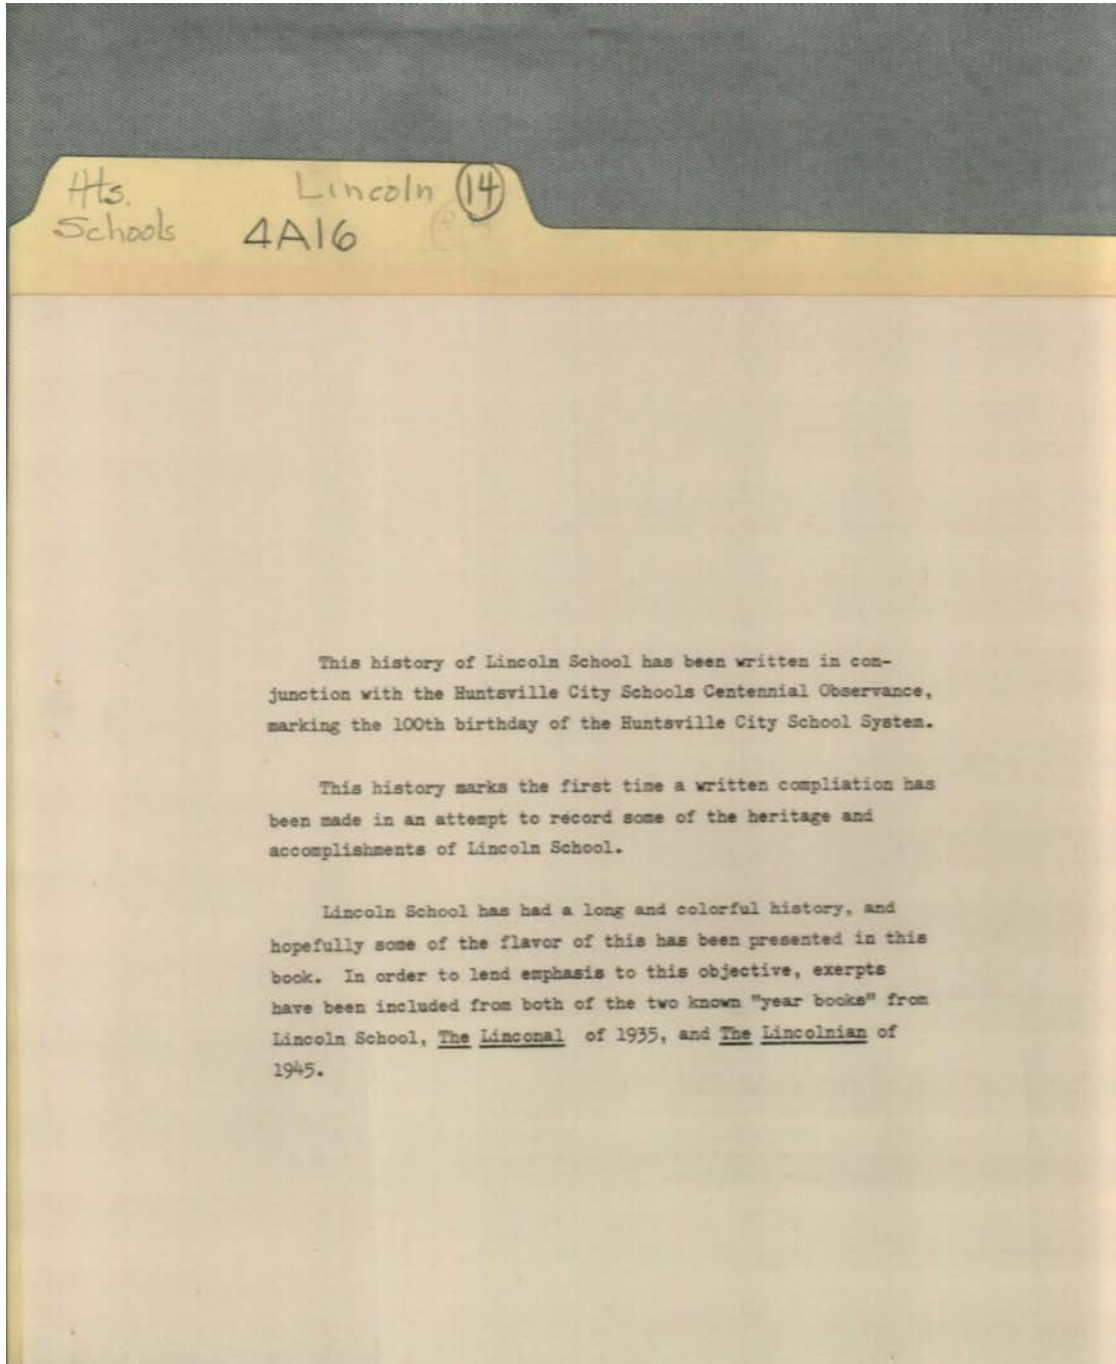 Hts. Lincoln 14
Schools 4A16
This history of Lincoln School has been written in con-
junction with the Huntsville City Schools Centennial Observance,
marking the 100th birthday of the Huntsville City School System.
This history marks the first time a written compliation has
been made in an attempt to record some of the heritage and
accomplishments of Lincoln School.
Lincoln School has had a long and colorful history, and
hopefully some of the flavor of this has been presented in this
book. In order to lend emphasis to this objective, exerpts
have been included from both of the two known "year books" from
Lincoln School, The Linconal of 1935, and The Lincolnian of
1945.